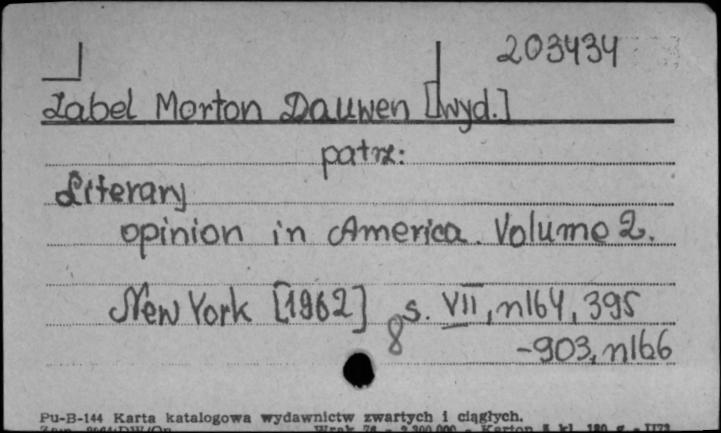 203434
Zabel Morton Dauwen [wyd.]
patrz:
Literary
opinion in America. Volume 2.
New York [1962] 8 s. VII, nlb4, 395
-903, nlb6
Pu-B-144 Karta katalogowa wydawnictw zwartych i ciągłych.